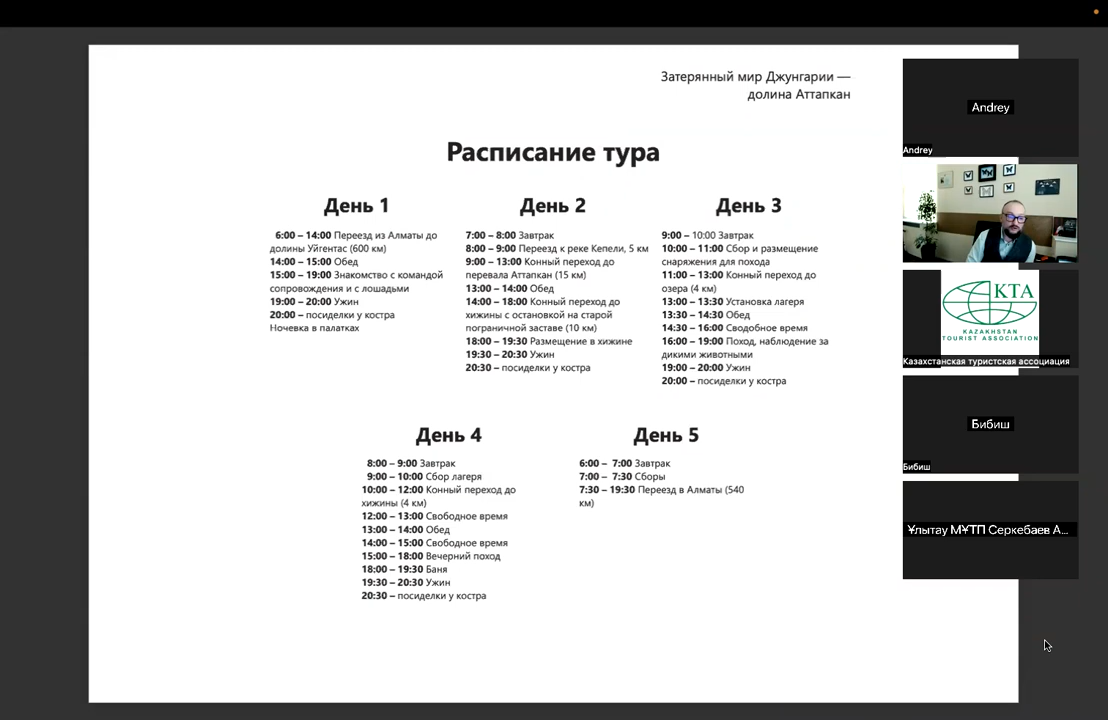 Затерянный мир Джунгарии —
долина Аттапкан
Расписание тура
День 1
6:00 – 14:00 Переезд из Алматы до
долины Уйгентас (600 км)
14:00 – 15:00 Обед
15:00 – 19:00 Знакомство с командой
сопровождения и с лошадьми
19:00 – 20:00 Ужин
20:00 – посиделки у костра
Ночевка в палатках
День 2
7:00 – 8:00 Завтрак
8:00 – 9:00 Переезд к реке Кепели, 5 км
9:00 – 13:00 Конный переход до
перевала Аттапкан (15 км)
13:00 – 14:00 Обед
14:00 – 18:00 Конный переход до
хижины с остановкой на старой
пограничной заставе (10 км)
18:00 – 19:30 Размещение в хижине
19:30 – 20:30 Ужин
20:30 – посиделки у костра
День 3
9:00 – 10:00 Завтрак
10:00 – 11:00 Сбор и размещение
снаряжения для похода
11:00 – 13:00 Конный переход до
озера (4 км)
13:00 – 13:30 Установка лагеря
13:30 – 14:30 Обед
14:30 – 16:00 Сводобное время
16:00 – 19:00 Поход, наблюдение за
дикими животными
19:00 – 20:00 Ужин
20:00 – посиделки у костра
День 4
8:00 – 9:00 Завтрак
9:00 – 10:00 Сбор лагеря
10:00 – 12:00 Конный переход до
хижины (4 км)
12:00 – 13:00 Свободное время
13:00 – 14:00 Обед
14:00 – 15:00 Свободное время
15:00 – 18:00 Вечерний поход
18:00 – 19:30 Баня
19:30 – 20:30 Ужин
20:30 – посиделки у костра
День 5
6:00 – 7:00 Завтрак
7:00 – 7:30 Сборы
7:30 – 19:30 Переезд в Алматы (540
км)
Andrey
Andrey
KTA
KAZAKHSTAN
TOURIST ASSOCIATION
Казахстанская туристская ассоциация
Бибиш
Бибиш
Ұлытау МҰТП Серкебаев А...